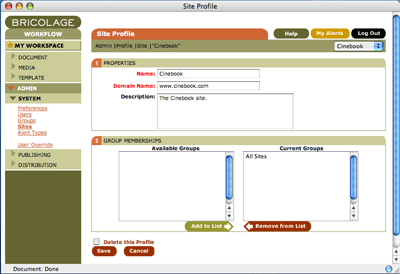 Site Profile
BRICOLAGE
WORKFLOW
MY WORKSPACE
DOCUMENT
MEDIA
TEMPLATE
ADMIN
SYSTEM
Preferences
Users
Groups
Sites
Alert Types
User Override
PUBLISHING
DISTRIBUTION
Site Profile
Help
My Alerts
Log Out
Admin |Profile |Site |"Cinebook"
Cinebook
1 PROPERTIES
Name: Cinebook
Domain Name: www.cinebook.com
Description: The Cinebook site.
2 GROUP MEMBERSHIPS
Available Groups
Current Groups
All Sites
Add to List
Remove from List
Delete this Profile
Save
Cancel
Document: Done